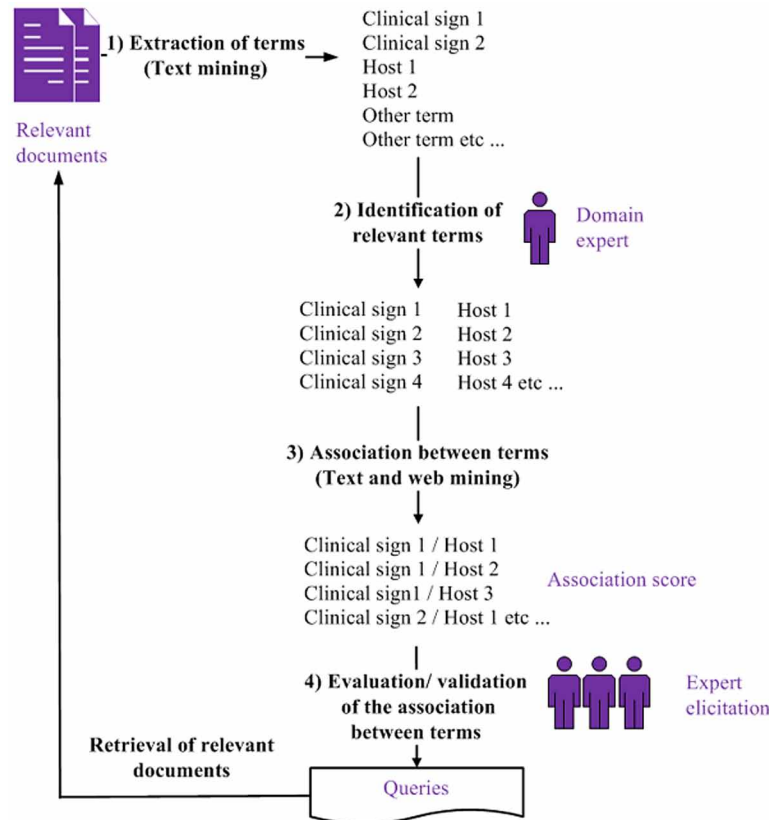 1) Extraction of terms
(Text mining)
Clinical sign 1
Clinical sign 2
Host 1
Host 2
Other term
Other term etc ...
Relevant
documents
2) Identification of
relevant terms
Domain
expert
Clinical sign 1 Host 1
Clinical sign 2 Host 2
Clinical sign 3 Host 3
Clinical sign 4 Host 4 etc ...
3) Association between terms
(Text and web mining)
Clinical sign 1 / Host 1
Clinical sign 1 / Host 2
Clinical sign1 / Host 3
Clinical sign 2 / Host 1 etc ...
Association score
4) Evaluation/ validation
of the association
between terms
Expert
elicitation
Retrieval of relevant
documents
Queries